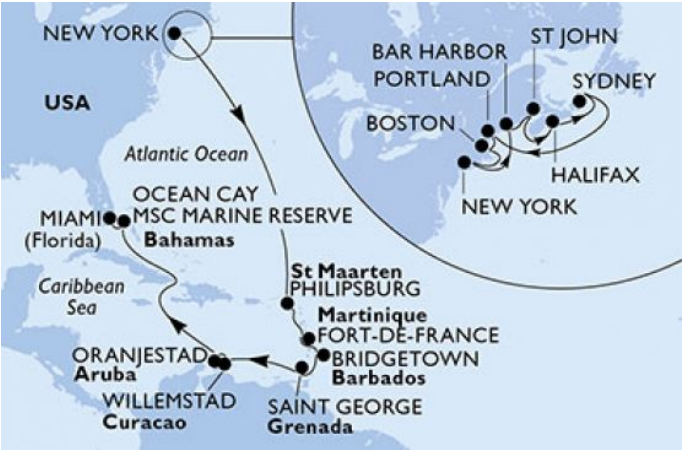 NEW YORK
USA
Atlantic Ocean
OCEAN CAY
MSC MARINE RESERVE
Bahamas
MIAMI
(Florida)
Caribbean
Sea
St Maarten
PHILIPSBURG
Martinique
FORT-DE-FRANCE
BRIDGETOWN
Barbados
ORANJESTAD
Aruba
WILLEMSTAD
Curacao
SAINT GEORGE
Grenada
ST JOHN
BAR HARBOR
PORTLAND
SYDNEY
BOSTON
HALIFAX
NEW YORK